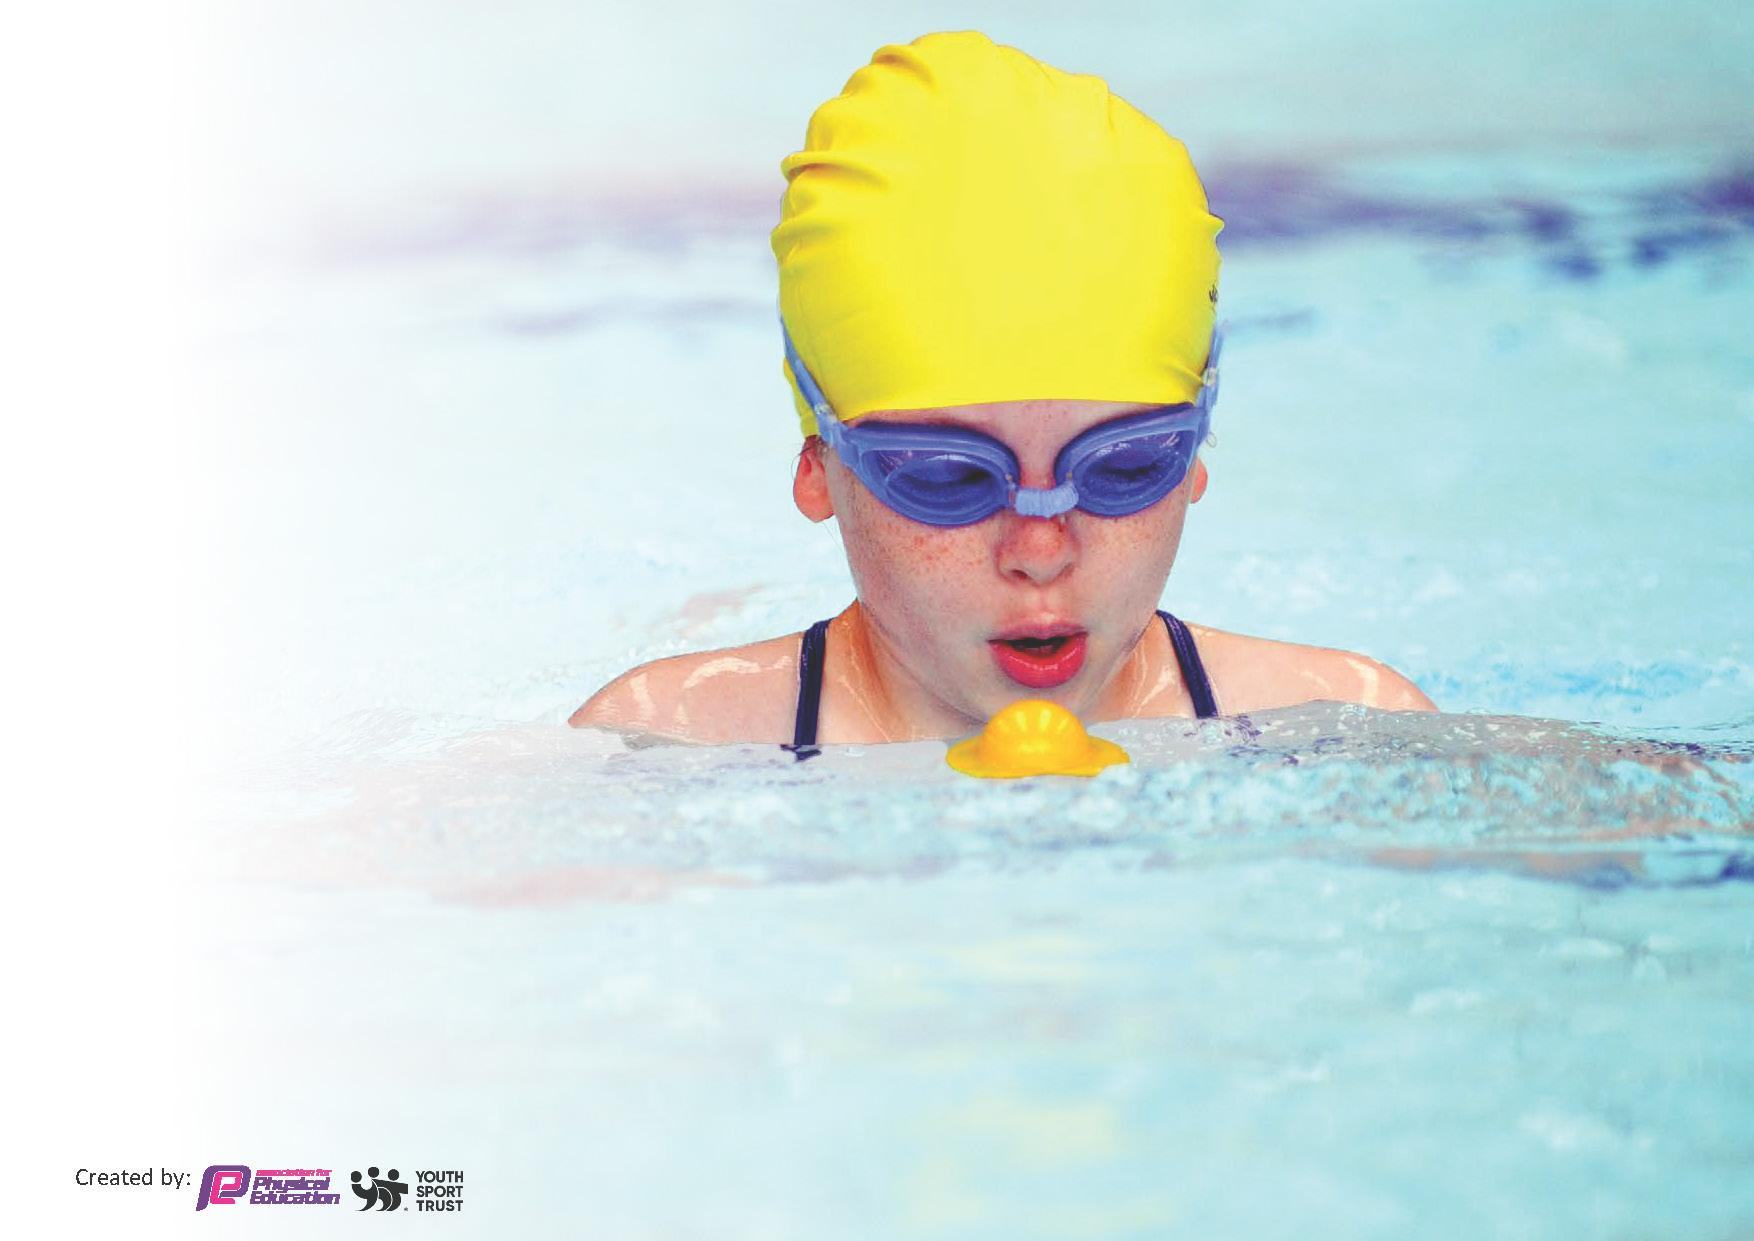 Created by:
association for
Physical
Education
YOUTH
SPORT
TRUST